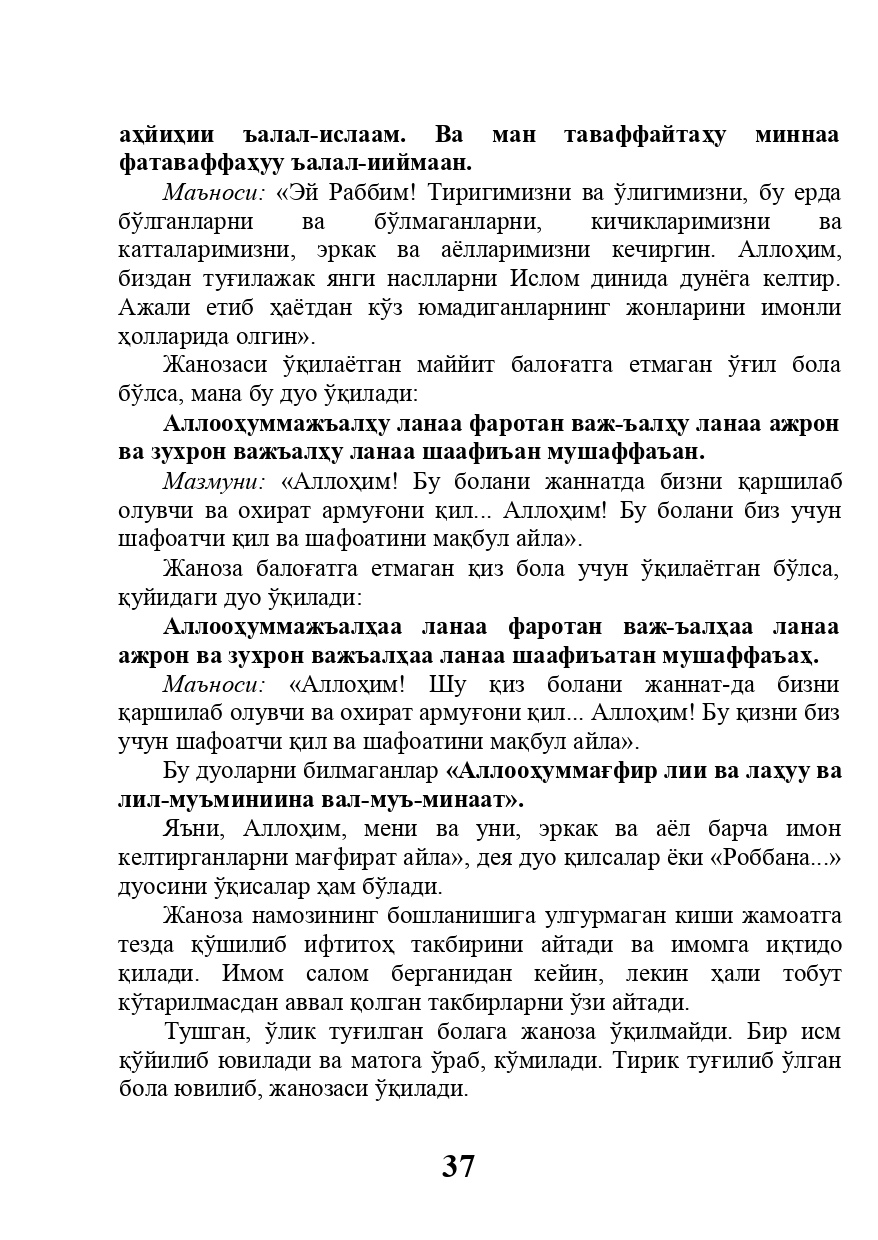 аҳйиҳии ъалал-ислаам. Ва ман таваффайтаҳу миннаа
фатаваффаҳуу ъалал-ииймаан.
Маъноси: «Эй Раббим! Тиригимизни ва ўлигимизни, бу ерда
бўлганларни ва бўлмаганларни, кичикларимизни ва
катталаримизни, эркак ва аёлларимизни кечиргин. Аллоҳим,
биздан туғилажак янги наслларни Ислом динида дунёга келтир.
Ажали етиб ҳаётдан кўз юмадиганларнинг жонларини имонли
ҳолларида олгин».
Жанозаси ўқилаётган маййит балоғатга етмаган ўғил бола
бўлса, мана бу дуо ўқилади:
Аллооҳуммажъалҳу ланаа фаротан важ-ъалҳу ланаа ажрон
ва зухрон важъалҳу ланаа шаафиъан мушаффаъан.
Мазмуни: «Аллоҳим! Бу болани жаннатда бизни қаршилаб
олувчи ва охират армуғони қил... Аллоҳим! Бу болани биз учун
шафоатчи қил ва шафоатини мақбул айла».
Жаноза балоғатга етмаган қиз бола учун ўқилаётган бўлса,
қуйидаги дуо ўқилади:
Аллооҳуммажъалҳаа ланаа фаротан важ-ъалҳаа ланаа
ажрон ва зухрон важъалҳаа ланаа шаафиъатан мушаффаъаҳ.
Маъноси: «Аллоҳим! Шу қиз болани жаннат-да бизни
қаршилаб олувчи ва охират армуғони қил... Аллоҳим! Бу қизни биз
учун шафоатчи қил ва шафоатини мақбул айла».
Бу дуоларни билмаганлар «Аллооҳуммағфир лии ва лаҳуу ва
лил-муъминиина вал-муъ-минаат».
Яъни, Аллоҳим, мени ва уни, эркак ва аёл барча имон
келтирганларни мағфират айла», дея дуо қилсалар ёки «Роббана...»
дуосини ўқисалар ҳам бўлади.
Жаноза намозининг бошланишига улгурмаган киши жамоатга
тезда қўшилиб ифтитоҳ такбирини айтади ва имомга иқтидо
қилади. Имом салом берганидан кейин, лекин ҳали тобут
кўтарилмасдан аввал қолган такбирларни ўзи айтади.
Тушган, ўлик туғилган болага жаноза ўқилмайди. Бир исм
қўйилиб ювилади ва матога ўраб, кўмилади. Тирик туғилиб ўлган
бола ювилиб, жанозаси ўқилади.
37